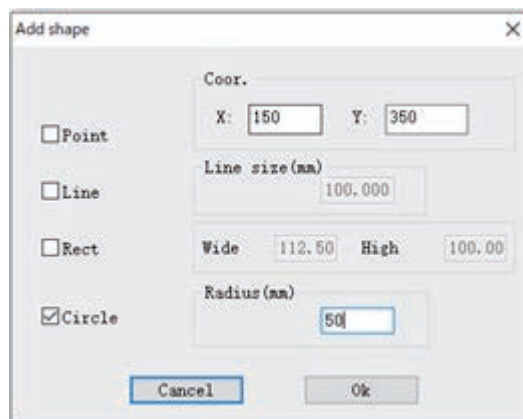 Add shape
Coor.
X: 150 Y: 350
Point
Line size(mm)
Line 100.000
Rect Wide 112.50 High 100.00
Radius(mm)
Circle 50
Cancel Ok